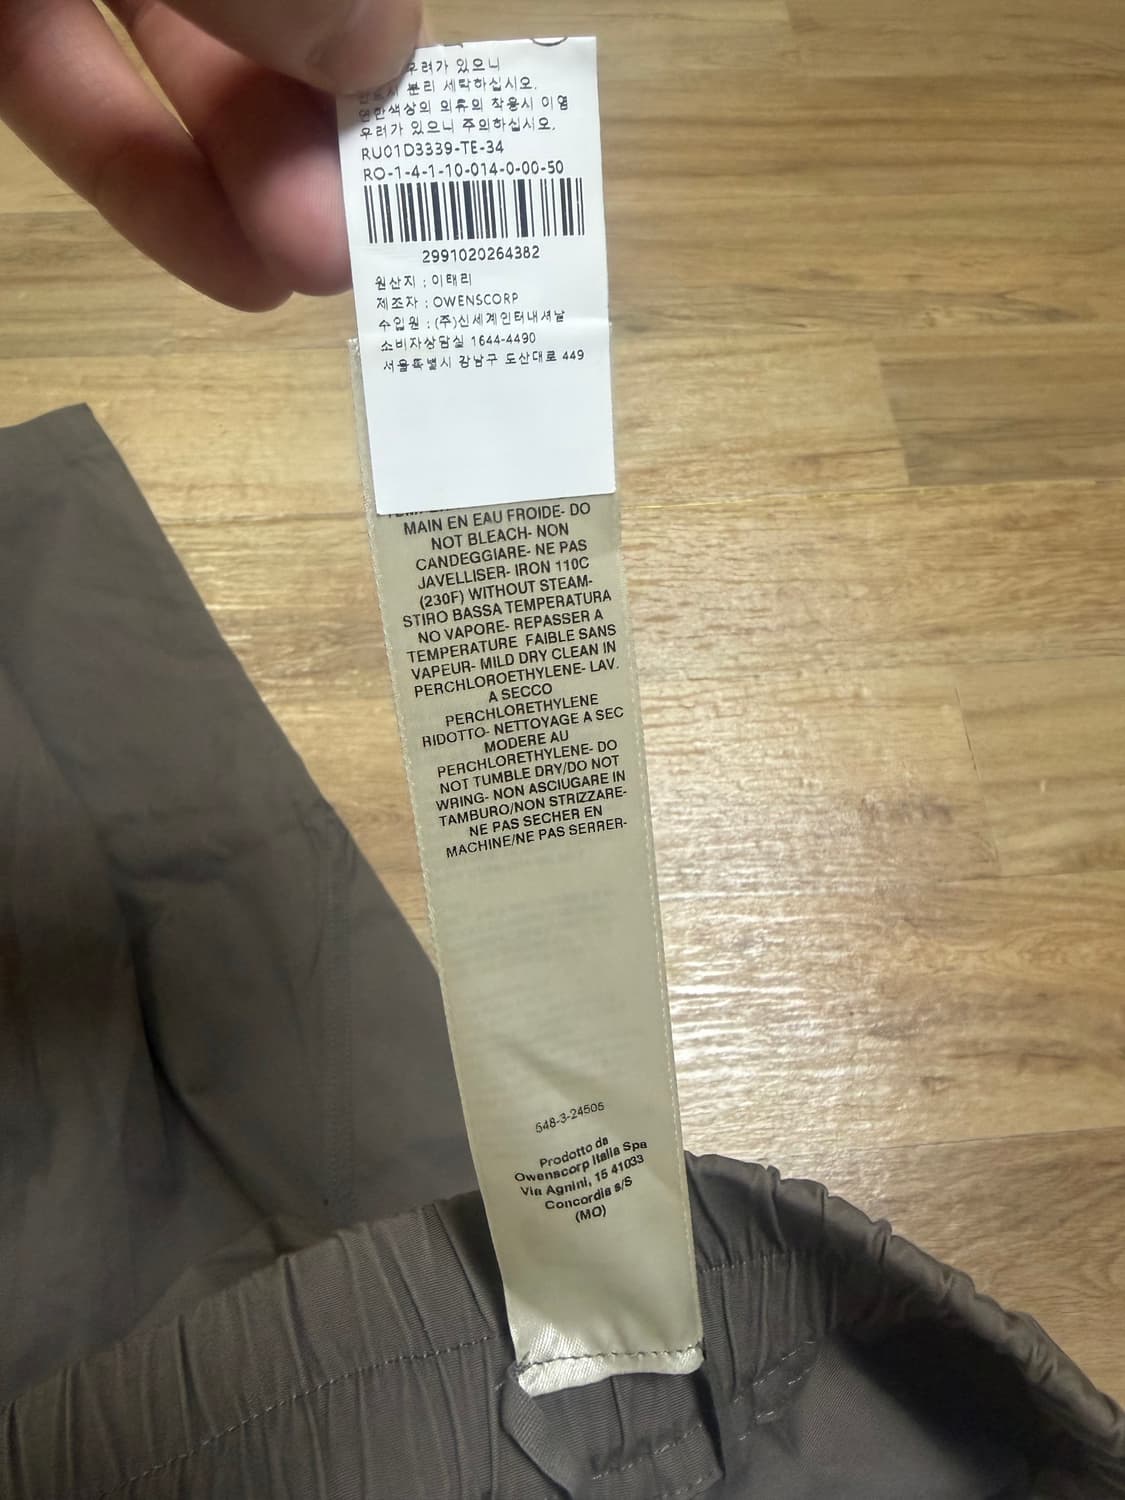 우려가 있으니
분리 세탁하십시오.
연한색상의 의류의 착용시 이염
우려가 있으니 주의하십시오.
RU01D3339-TE-34
RO-1-4-1-10-014-0-00-50
2991020264382
원산지 : 이태리
제조자 : OWENSCORP
수입원 : (주)신세계인터내셔날
소비자상담실 1644-4490
서울특별시 강남구 도산대로 449
MAIN EN EAU FROIDE- DO
NOT BLEACH- NON
CANDEGGIARE- NE PAS
JAVELLISER- IRON 110C
(230F) WITHOUT STEAM-
STIRO BASSA TEMPERATURA
NO VAPORE- REPASSER A
TEMPERATURE FAIBLE SANS
VAPEUR- MILD DRY CLEAN IN
PERCHLOROETHYLENE- LAV.
A SECCO
PERCHLORETHYLENE
RIDOTTO- NETTOYAGE A SEC
MODERE AU
PERCHLORETHYLENE- DO
NOT TUMBLE DRY/DO NOT
WRING- NON ASCIUGARE IN
TAMBURO/NON STRIZZARE-
NE PAS SECHER EN
MACHINE/NE PAS SERRER-
548-3-24505
Prodotto da
Owenscorp Italia Spa
Via Agnini, 15 41033
Concordia s/S
(MO)